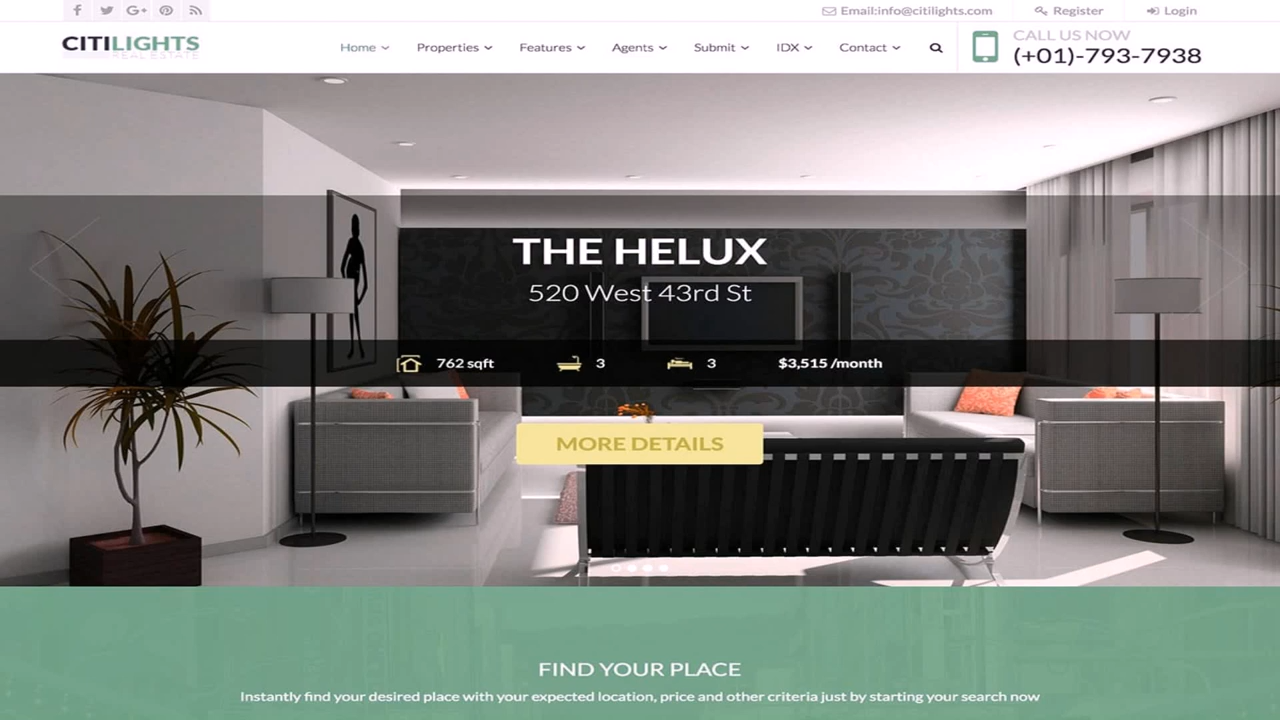 Email:info@citilights.com
Register
Login
CITILIGHTS
REAL ESTATE
Home
Properties
Features
Agents
Submit
IDX
Contact
CALL US NOW
(+01)-793-7938
THE HELUX
520 West 43rd St
762 sqft
3
3
$3,515 /month
MORE DETAILS
FIND YOUR PLACE
Instantly find your desired place with your expected location, price and other criteria just by starting your search now